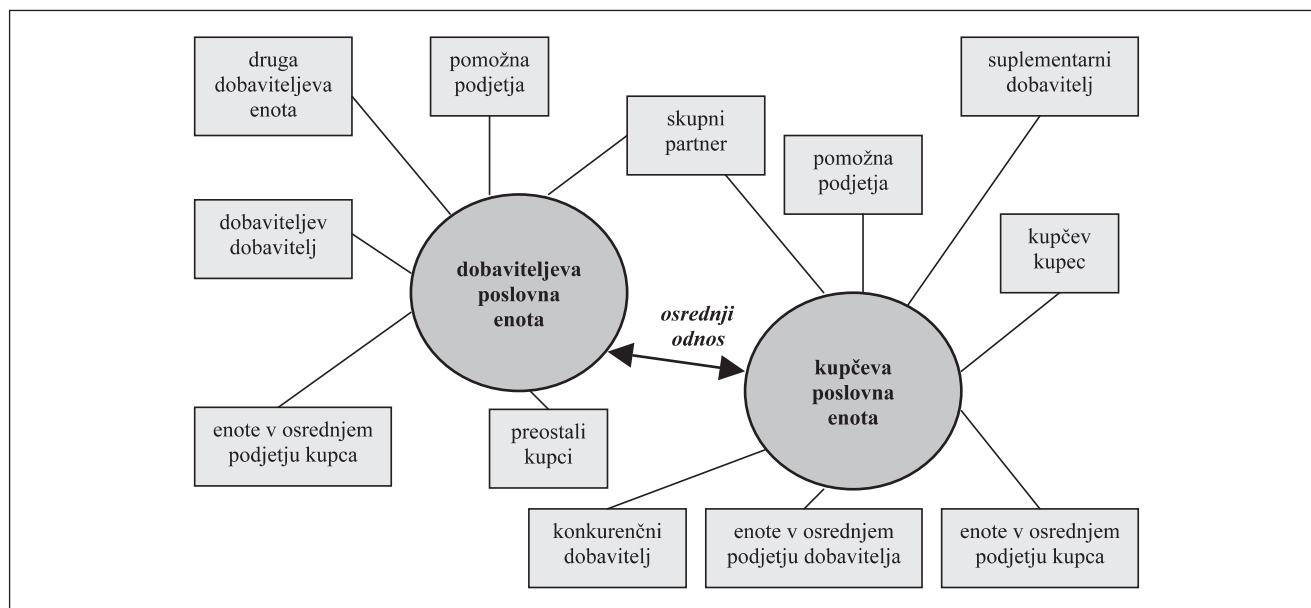 druga
dobaviteljeva
enota
pomožna
podjetja
skupni
partner
suplementarni
dobavitelj
pomožna
podjetja
dobaviteljev
dobavitelj
kupčev
kupec
dobaviteljeva
poslovna
enota
osrednji
odnos
kupčeva
poslovna
enota
enote v osrednjem
podjetju kupca
preostali
kupci
konkurenčni
dobavitelj
enote v osrednjem
podjetju dobavitelja
enote v osrednjem
podjetju kupca